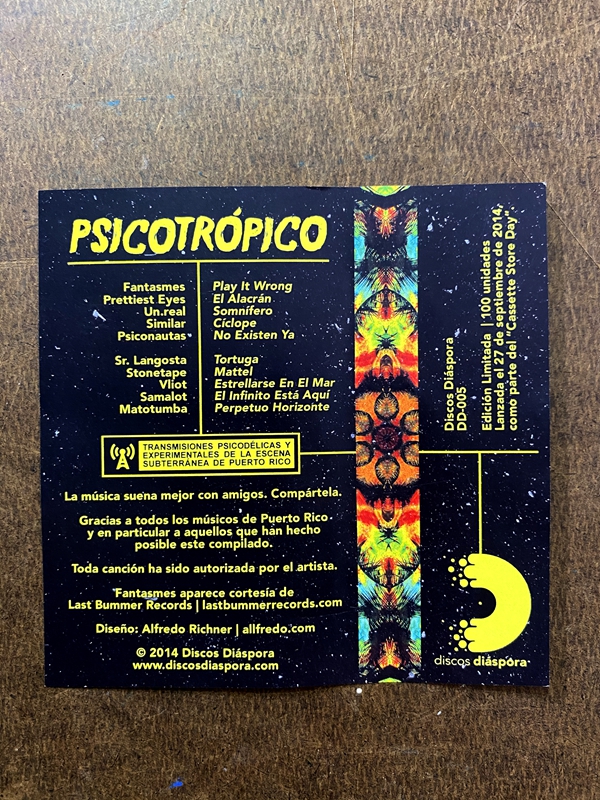 PSICOTRÓPICO
Fantasmes Play It Wrong
Prettiest Eyes El Alacrán
Un.real Somnífero
Similar Cíclope
Psiconautas No Existen Ya
Sr. Langosta Tortuga
Stonetape Mattel
Vliot Estrellarse En El Mar
Samalot El Infinito Está Aquí
Matotumba Perpetuo Horizonte
TRANSMISIONES PSICODÉLICAS Y
EXPERIMENTALES DE LA ESCENA
SUBTERRÁNEA DE PUERTO RICO
La música suena mejor con amigos. Compártela.
Gracias a todos los músicos de Puerto Rico
y en particular a aquellos que han hecho
posible este compilado.
Toda canción ha sido autorizada por el artista.
Fantasmes aparece cortesía de
Last Bummer Records | lastbummerrecords.com
Diseño: Alfredo Richner | allfredo.com
© 2014 Discos Diáspora
www.discosdiaspora.com
Discos Diáspora
DD-005
Edición Limitada | 100 unidades
Lanzada el 27 de septiembre de 2014,
como parte del "Cassette Store Day".
discos diáspora